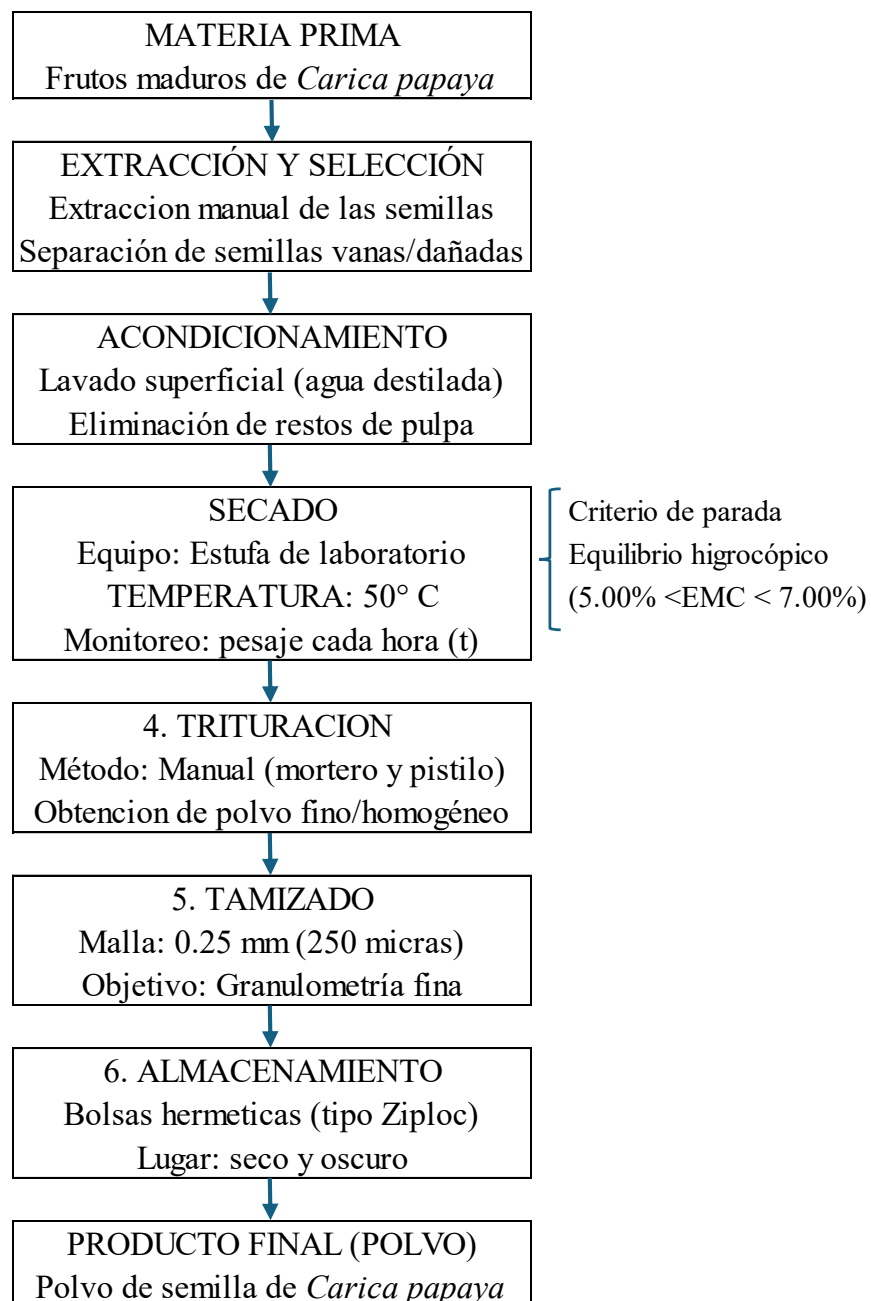 MATERIA PRIMA
Frutos maduros de Carica papaya
EXTRACCIÓN Y SELECCIÓN
Extraccion manual de las semillas
Separación de semillas vanas/dañadas
ACONDICIONAMIENTO
Lavado superficial (agua destilada)
Eliminación de restos de pulpa
SECADO
Equipo: Estufa de laboratorio
TEMPERATURA: 50° C
Monitoreo: pesaje cada hora (t)
Criterio de parada
Equilibrio higrocópico
(5.00% <EMC < 7.00%)
4. TRITURACION
Método: Manual (mortero y pistilo)
Obtencion de polvo fino/homogéneo
5. TAMIZADO
Malla: 0.25 mm (250 micras)
Objetivo: Granulometría fina
6. ALMACENAMIENTO
Bolsas hermeticas (tipo Ziploc)
Lugar: seco y oscuro
PRODUCTO FINAL (POLVO)
Polvo de semilla de Carica papaya